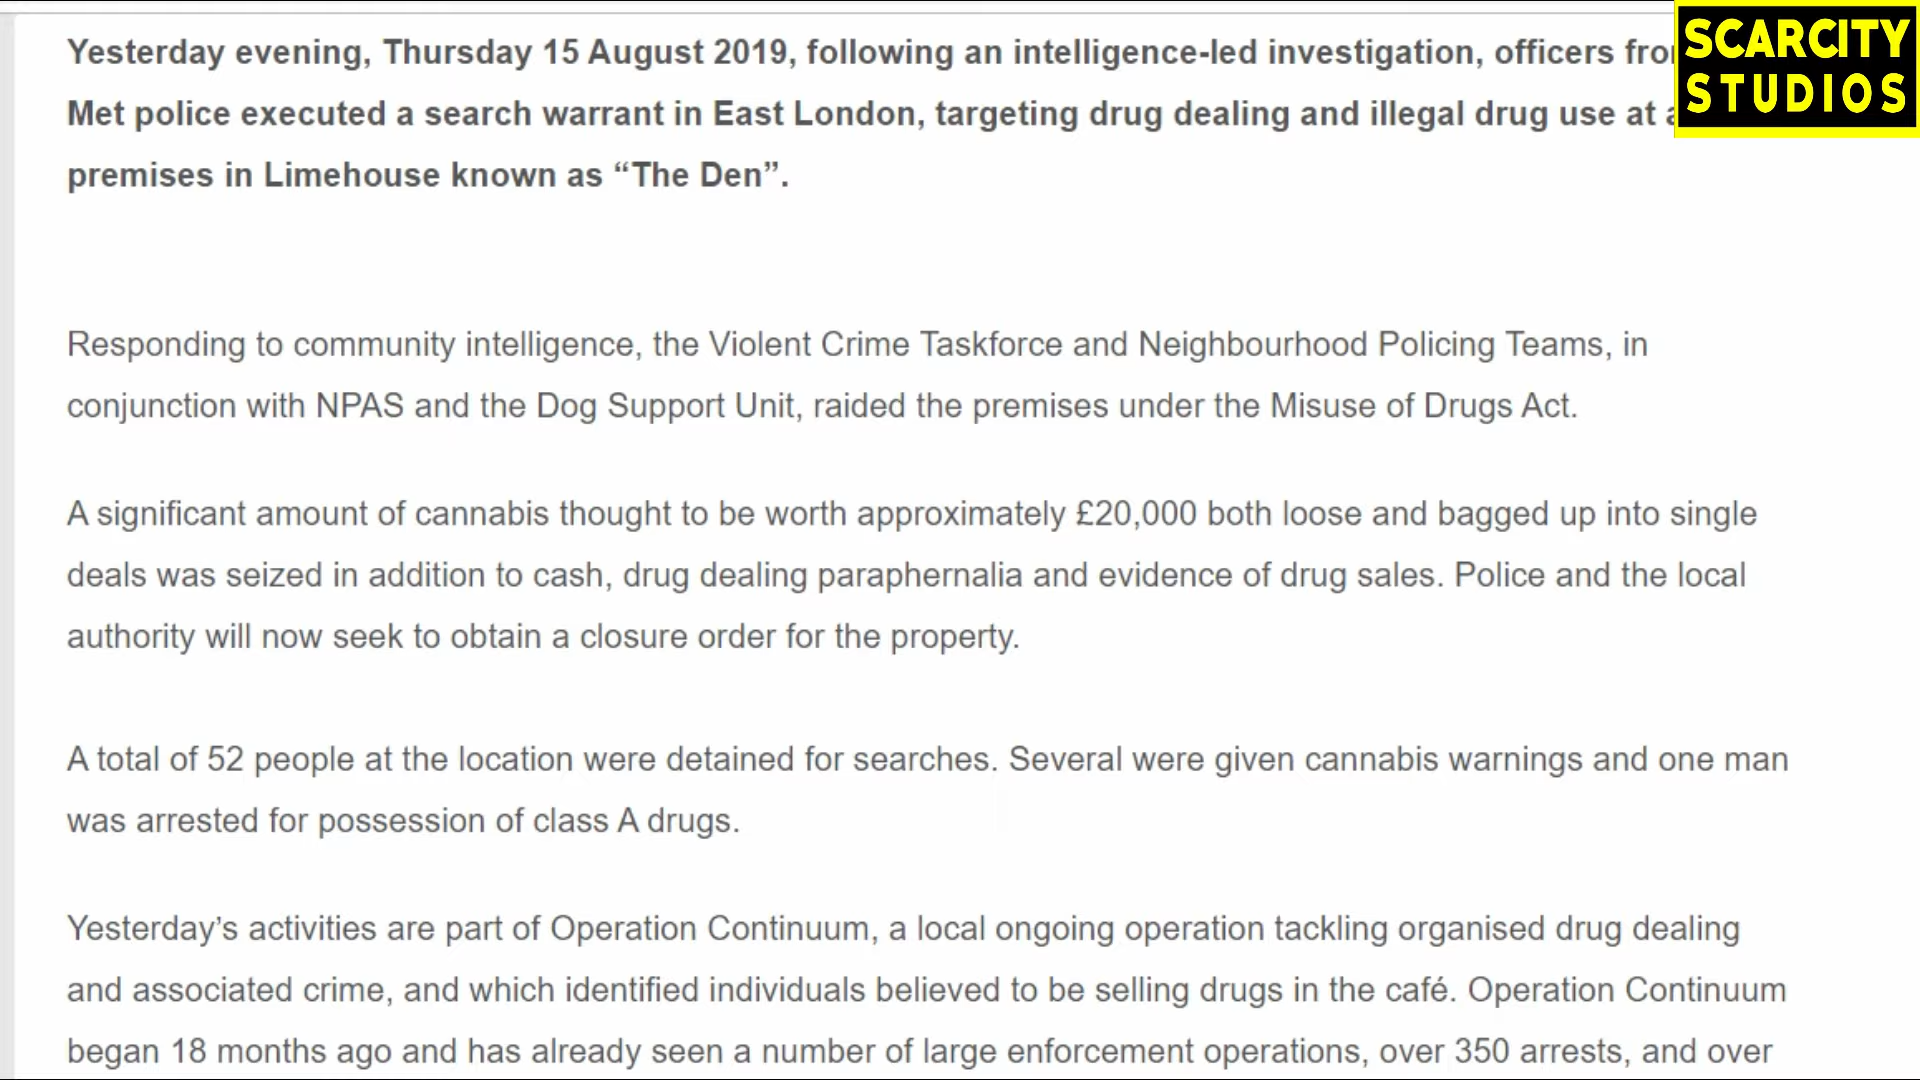 Yesterday evening, Thursday 15 August 2019, following an intelligence-led investigation, officers
Met police executed a search warrant in East London, targeting drug dealing and illegal drug use at
premises in Limehouse known as “The Den”.
SCARCITY
STUDIOS
Responding to community intelligence, the Violent Crime Taskforce and Neighbourhood Policing Teams, in
conjunction with NPAS and the Dog Support Unit, raided the premises under the Misuse of Drugs Act.
A significant amount of cannabis thought to be worth approximately £20,000 both loose and bagged up into single
deals was seized in addition to cash, drug dealing paraphernalia and evidence of drug sales. Police and the local
authority will now seek to obtain a closure order for the property.
A total of 52 people at the location were detained for searches. Several were given cannabis warnings and one man
was arrested for possession of class A drugs.
Yesterday’s activities are part of Operation Continuum, a local ongoing operation tackling organised drug dealing
and associated crime, and which identified individuals believed to be selling drugs in the café. Operation Continuum
began 18 months ago and has already seen a number of large enforcement operations, over 350 arrests, and over